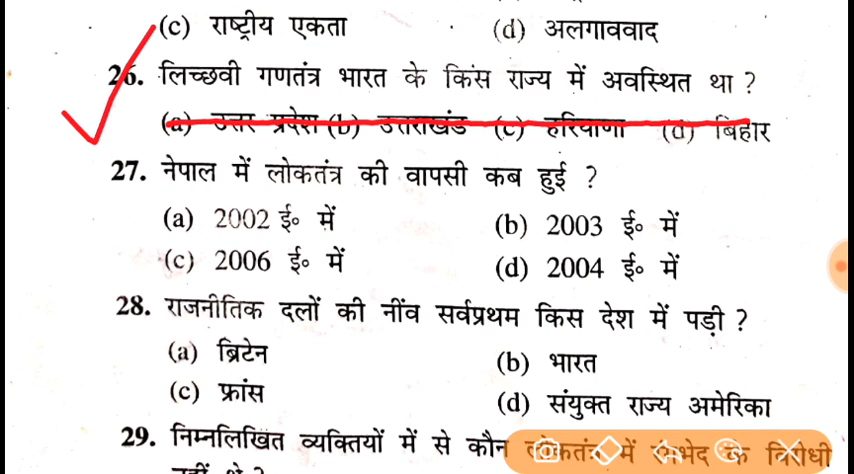 (c) राष्ट्रीय एकता (d) अलगाववाद
26. लिच्छवी गणतंत्र भारत के किस राज्य में अवस्थित था ?
(a) उत्तर प्रदेश (b) उत्तराखंड (c) हरियाणा (d) बिहार
27. नेपाल में लोकतंत्र की वापसी कब हुई ?
(a) 2002 ई० में (b) 2003 ई० में
(c) 2006 ई० में (d) 2004 ई० में
28. राजनीतिक दलों की नींव सर्वप्रथम किस देश में पड़ी ?
(a) ब्रिटेन (b) भारत
(c) फ्रांस (d) संयुक्त राज्य अमेरिका
29. निम्नलिखित व्यक्तियों में से कौन लोकतंत्र में के विरोधी